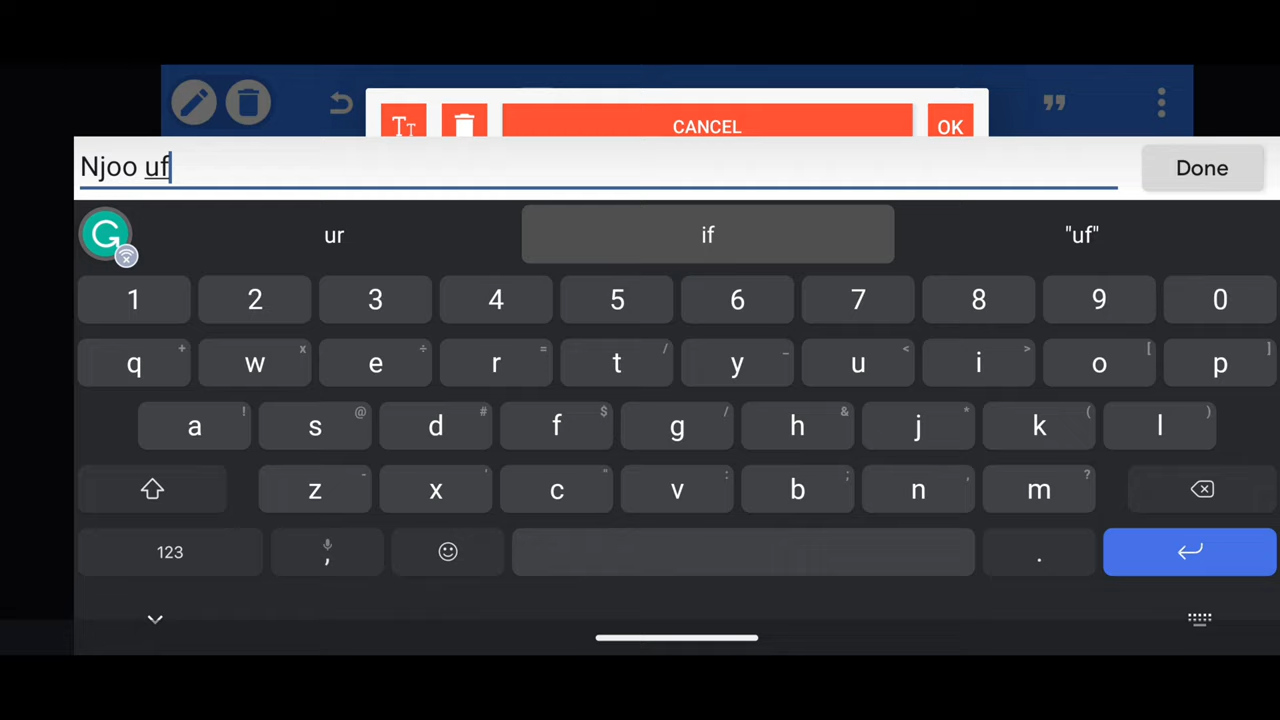 CANCEL OK
Njoo uf Done
ur if "uf"
1 2 3 4 5 6 7 8 9 0
q + w x e ÷ r = t / y _ u < i > o [ p ]
a ! s @ d # f $ g / h & j * k ( l )
z - x ' c " v : b ; n , m ?
123 , .